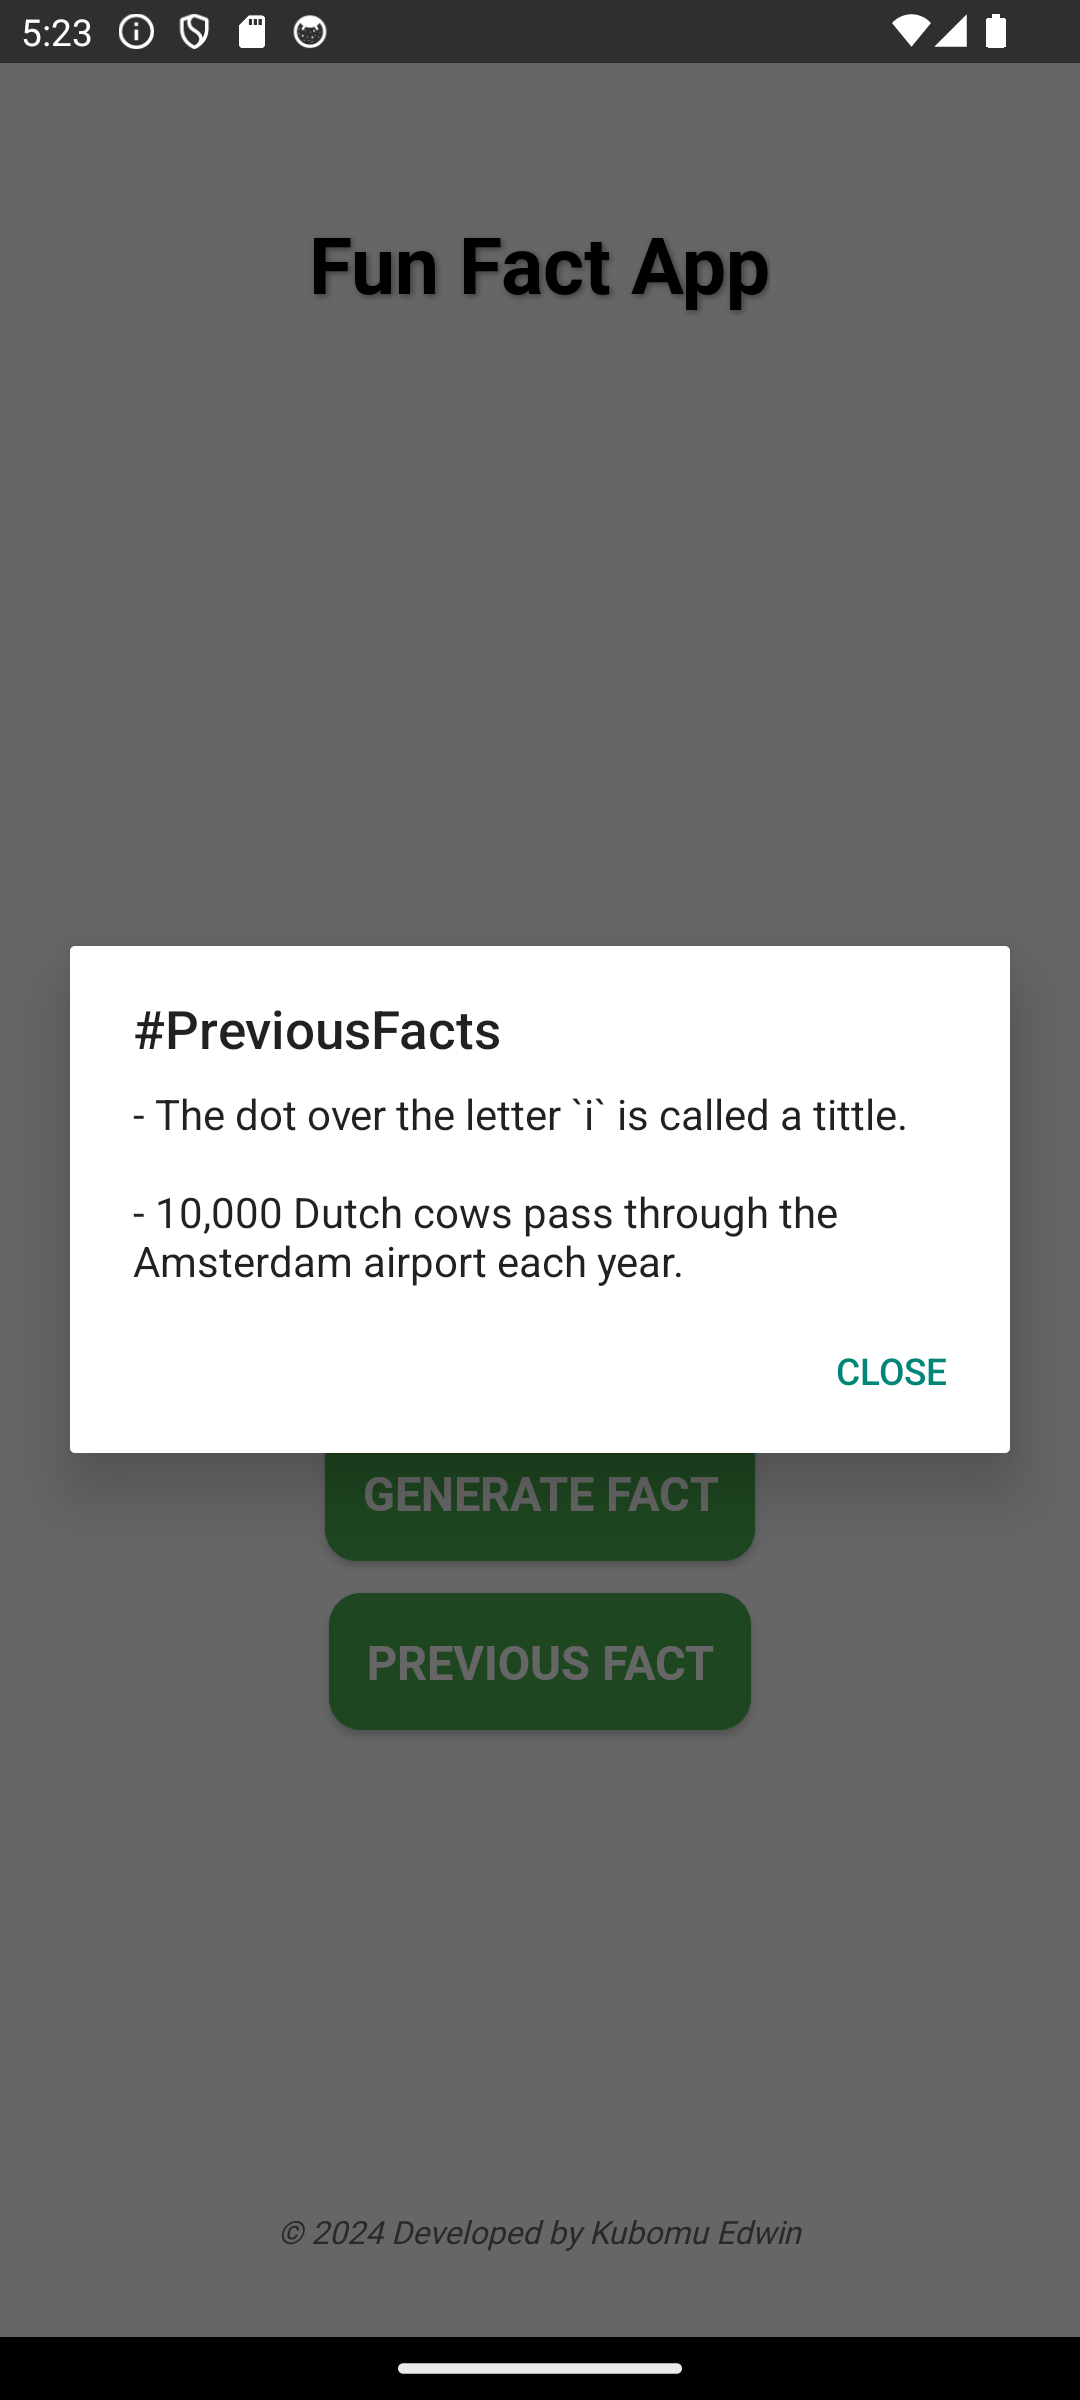 5:23
Fun Fact App
#PreviousFacts
- The dot over the letter `i` is called a tittle.
- 10,000 Dutch cows pass through the
Amsterdam airport each year.
CLOSE
GENERATE FACT
PREVIOUS FACT
© 2024 Developed by Kubomu Edwin